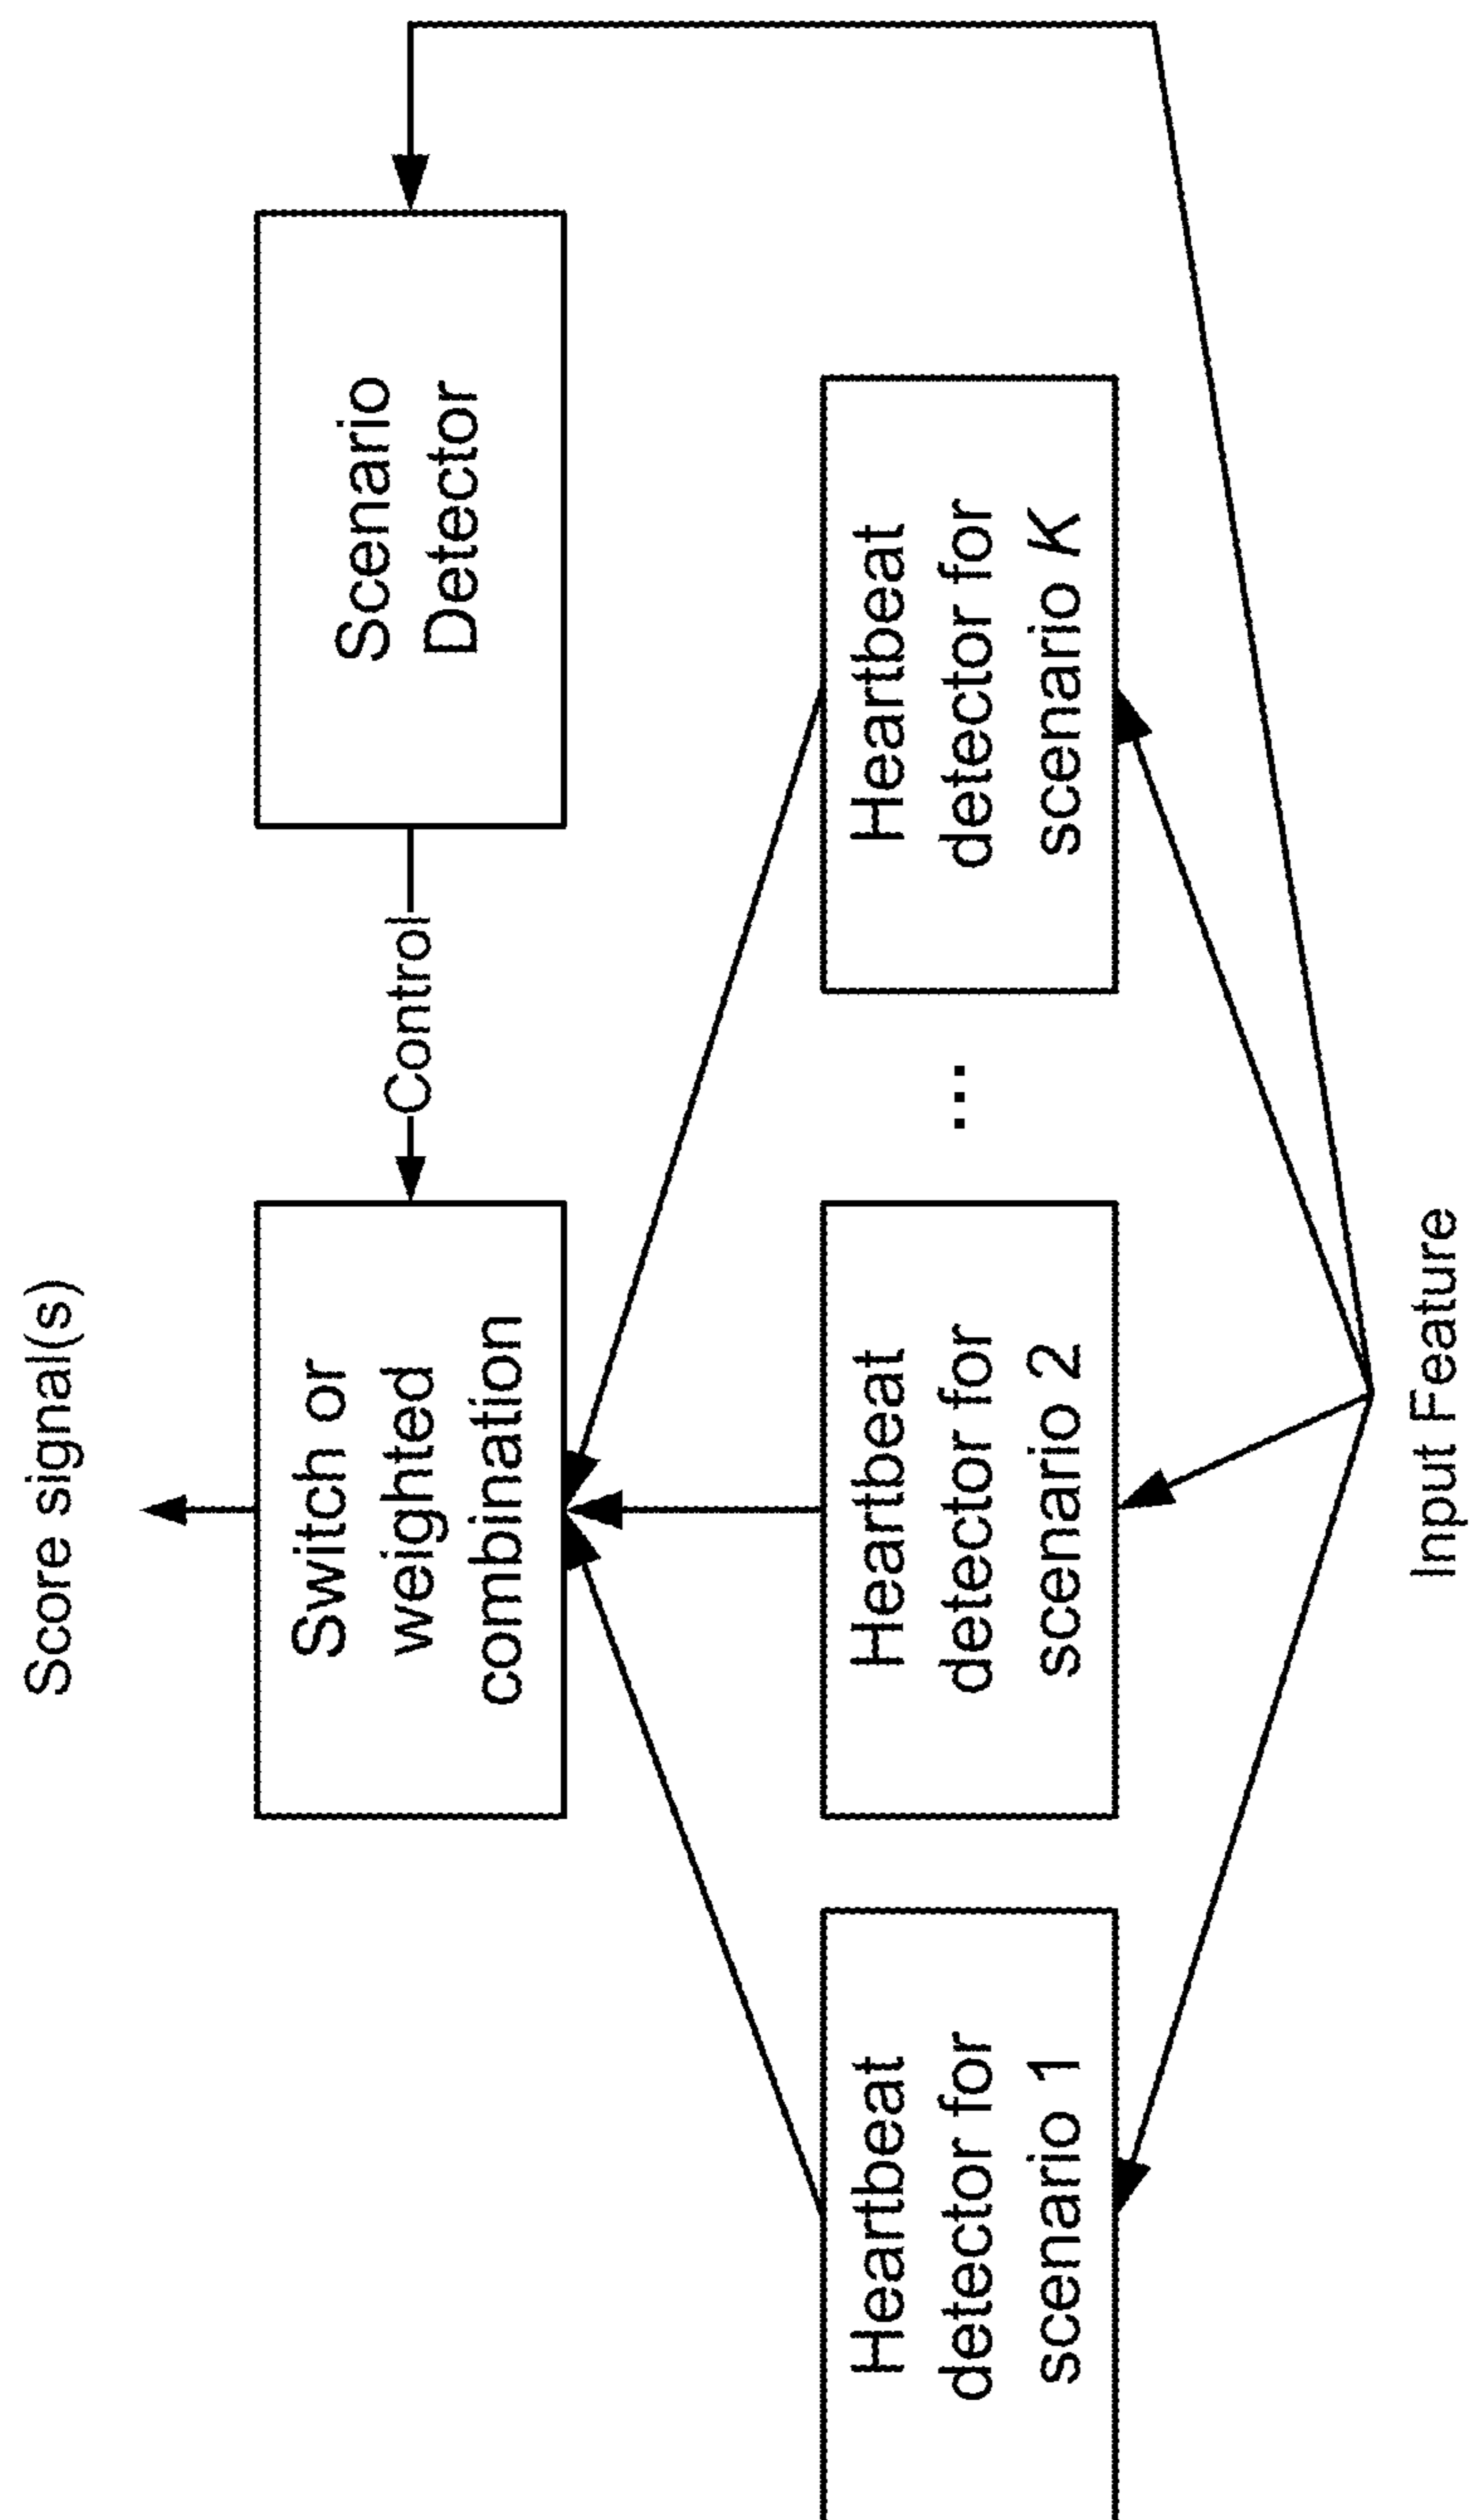 Score signal(s)
Switch or
weighted
combination
Control
Scenario
Detector
Heartbeat
detector for
scenario 1
Heartbeat
detector for
scenario 2
...
Heartbeat
detector for
scenario K
Input Feature